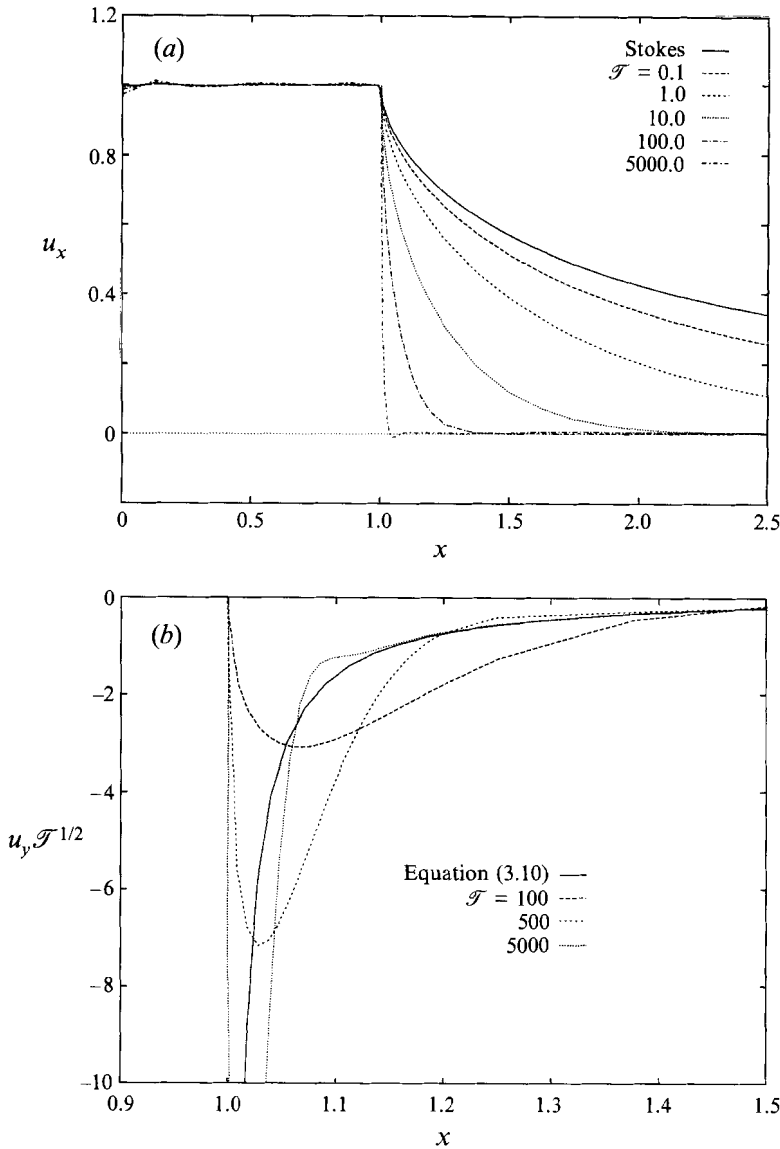 1.2
(a)
Stokes
𝒯 = 0.1
1.0
10.0
100.0
5000.0
0.8
u_x
0.4
0
0 0.5 1.0 1.5 2.0 2.5
x
0
(b)
−2
−4
u_y 𝒯^{1/2}
−6
Equation (3.10)
𝒯 = 100
500
5000
−8
−10
0.9 1.0 1.1 1.2 1.3 1.4 1.5
x